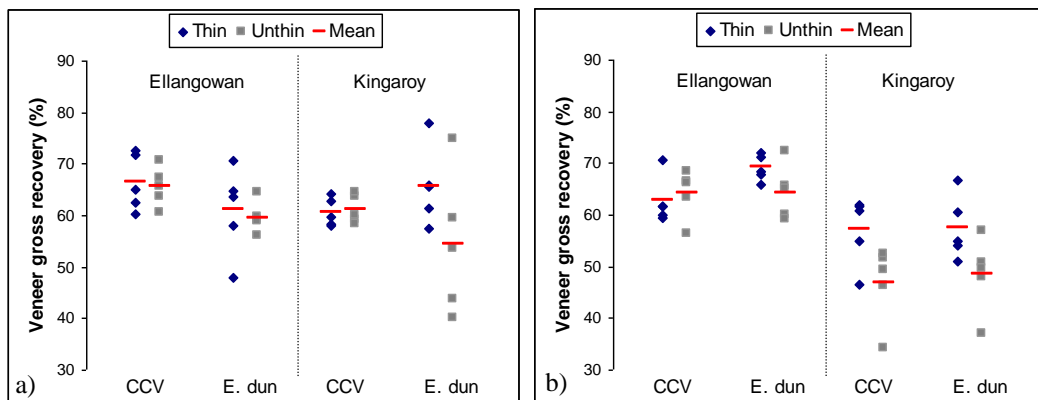 Thin Unthin Mean
90
80
70
60
50
40
30
Veneer gross recovery (%)
Ellangowan Kingaroy
CCV E. dun CCV E. dun
a)
Thin Unthin Mean
90
80
70
60
50
40
30
Veneer gross recovery (%)
Ellangowan Kingaroy
CCV E. dun CCV E. dun
b)